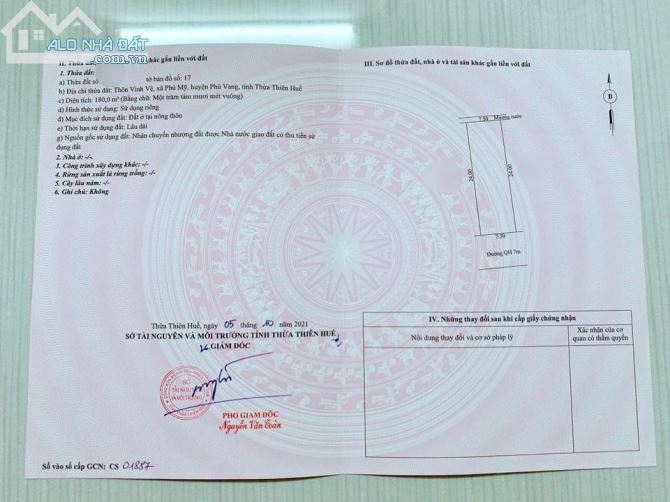 ALO NHÀ ĐẤT
.com.vn
II. Thửa đất, khác gắn liền với đất
1. Thửa đất:
a) Thửa đất số: tờ bản đồ số: 17
b) Địa chỉ thửa đất: Thôn Vinh Vệ, xã Phú Mỹ, huyện Phú Vang, tỉnh Thừa Thiên Huế
c) Diện tích: 180,0 m² (Bằng chữ: Một trăm tám mươi mét vuông)
d) Hình thức sử dụng: Sử dụng riêng
đ) Mục đích sử dụng đất: Đất ở tại nông thôn
e) Thời hạn sử dụng đất: Lâu dài
g) Nguồn gốc sử dụng đất: Nhận chuyển nhượng đất được Nhà nước giao đất có thu tiền sử
dụng đất
2. Nhà ở: -/-
3. Công trình xây dựng khác: -/-
4. Rừng sản xuất là rừng trồng: -/-
5. Cây lâu năm: -/-
6. Ghi chú: Không
Thừa Thiên Huế, ngày 05 tháng 10 năm 2021
SỞ TÀI NGUYÊN VÀ MÔI TRƯỜNG TỈNH THỪA THIÊN HUẾ
GIÁM ĐỐC
SỞ
TÀI NGUYÊN
VÀ MÔI TRƯỜNG
PHÓ GIÁM ĐỐC
Nguyễn Văn Toàn
Số vào sổ cấp GCN: CS 01887
III. Sơ đồ thửa đất, nhà ở và tài sản khác gắn liền với đất
B
7.50 Mương nước
24.00
24.00
7.50
Đường QH 7m
IV. Những thay đổi sau khi cấp giấy chứng nhận
Nội dung thay đổi và cơ sở pháp lý
Xác nhận của cơ
quan có thẩm quyền